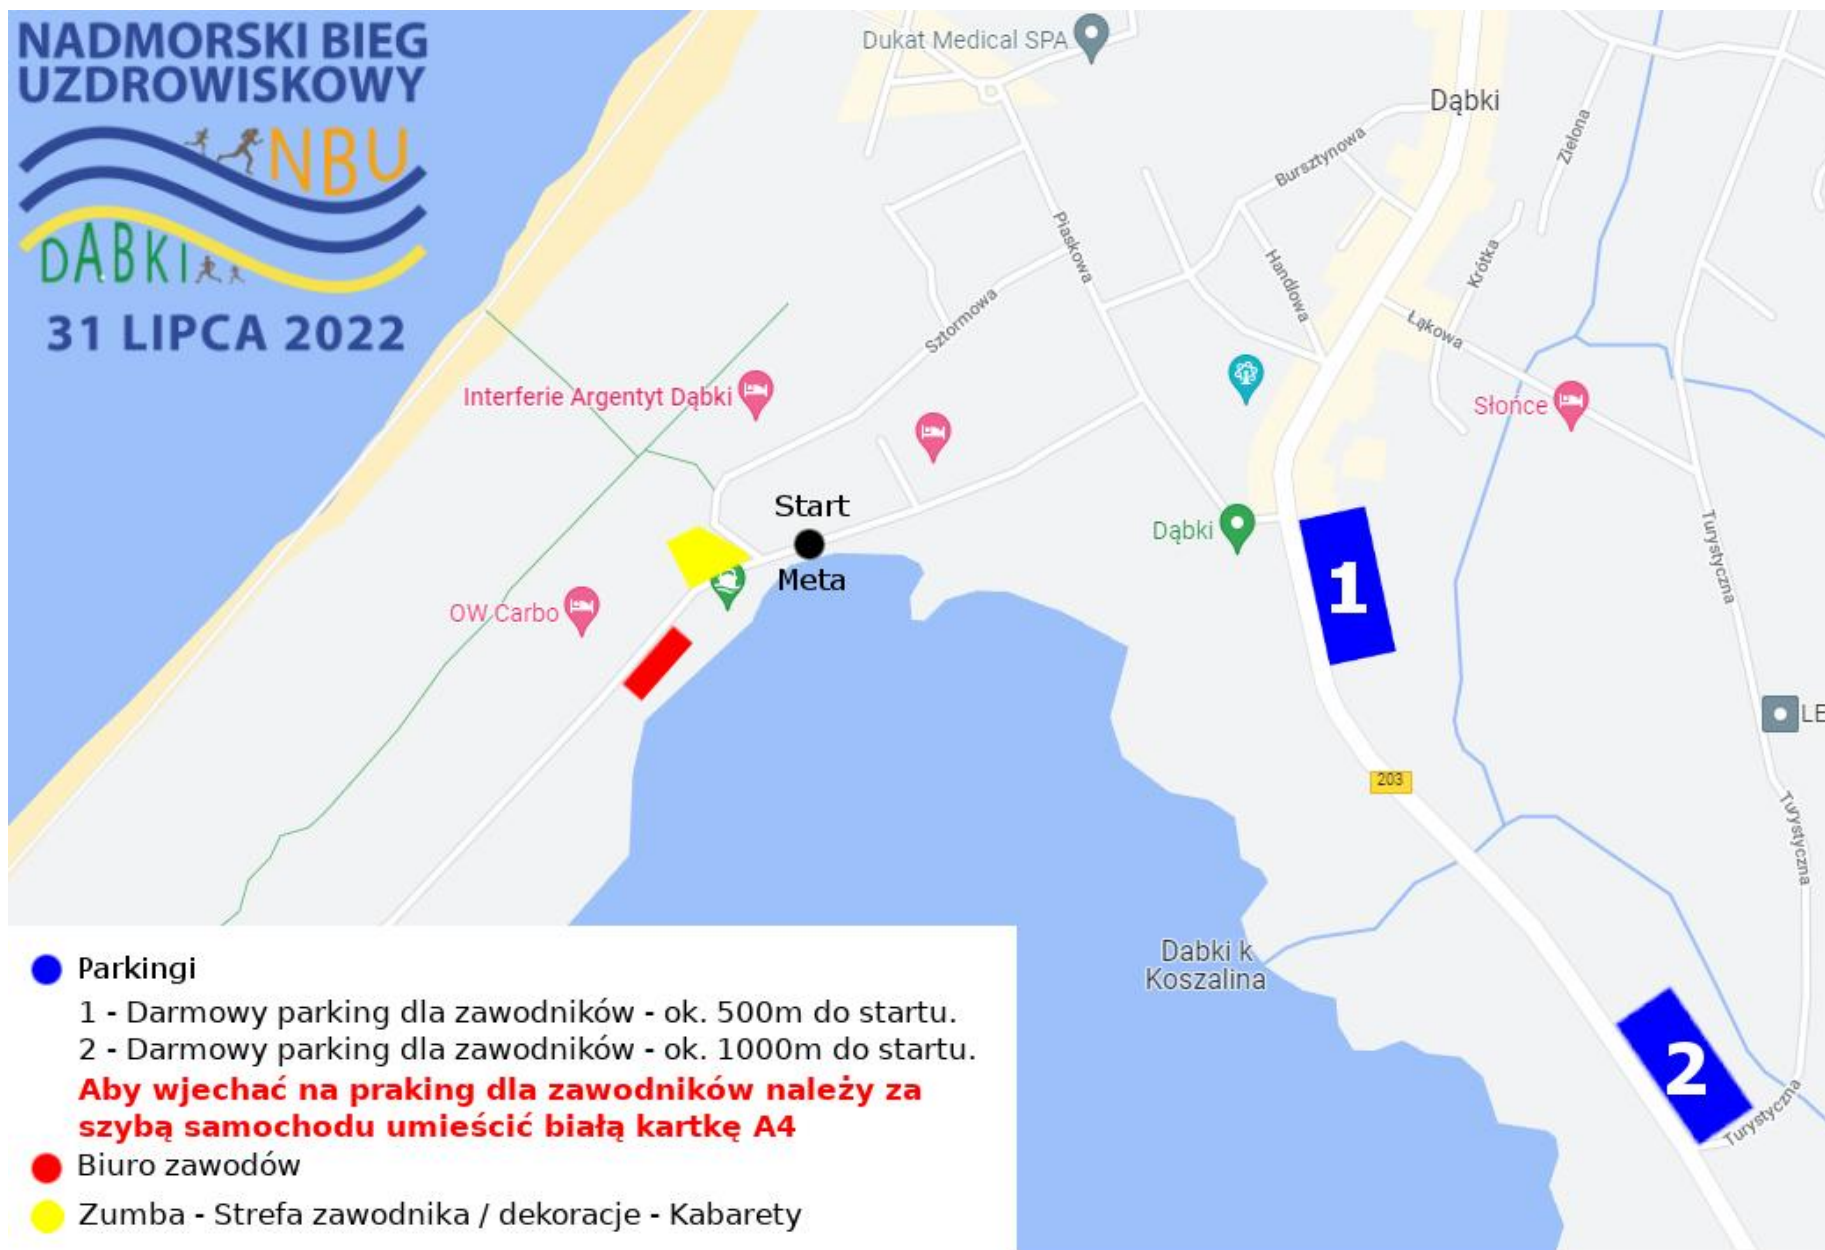 NADMORSKI BIEG
UZDROWISKOWY
NBU
DĄBKI
31 LIPCA 2022
Dukat Medical SPA
Dąbki
Zielona
Bursztynowa
Piaskowa
Krótka
Handlowa
Sztormowa
Łąkowa
Interferie Argentyt Dąbki
Słońce
Start
Meta
Dąbki
Turystyczna
1
OW Carbo
LE
203
Turystyczna
Dabki k
Koszalina
2
Turystyczna
Parkingi
1 - Darmowy parking dla zawodników - ok. 500m do startu.
2 - Darmowy parking dla zawodników - ok. 1000m do startu.
Aby wjechać na praking dla zawodników należy za
szybą samochodu umieścić białą kartkę A4
Biuro zawodów
Zumba - Strefa zawodnika / dekoracje - Kabarety